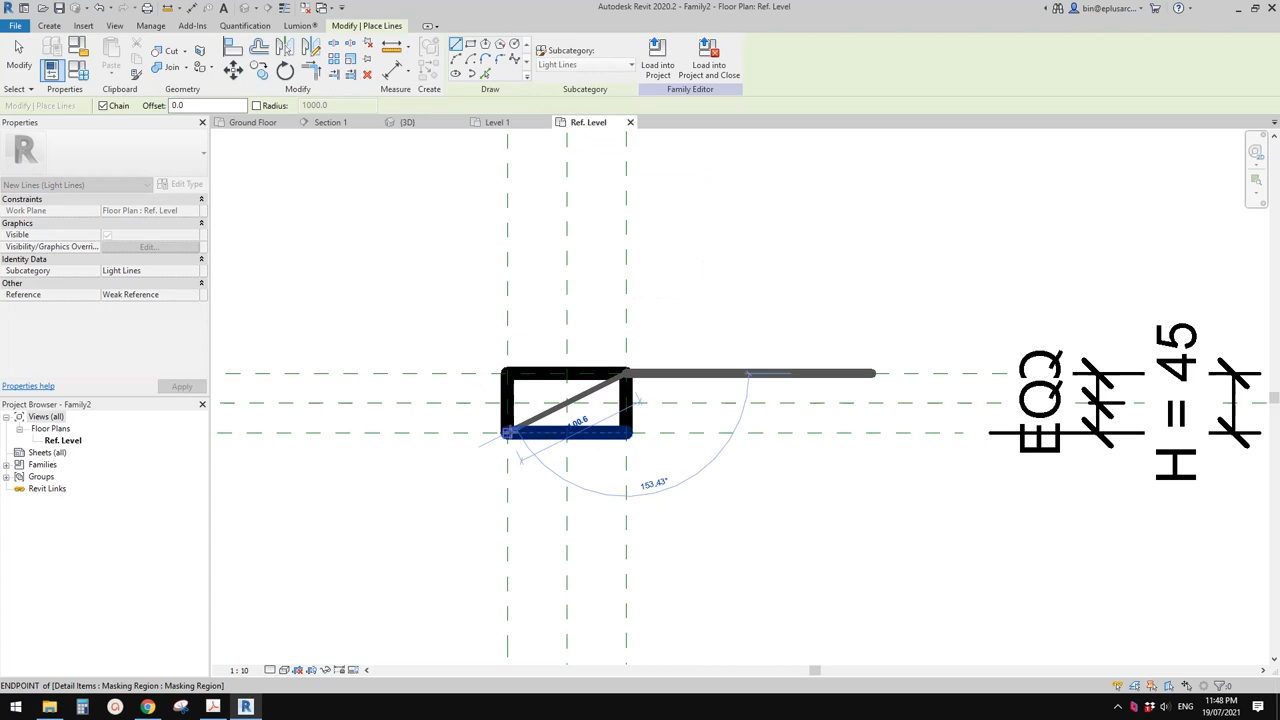 Autodesk Revit 2020.2 - Family2 - Floor Plan: Ref. Level
bin@eplusarc...
File Create Insert View Manage Add-Ins Quantification Lumion® Modify | Place Lines
Modify
Paste
Cut
Join
Subcategory:
Light Lines
Load into Project
Load into Project and Close
Select Properties Clipboard Geometry Modify Measure Create Draw Subcategory Family Editor
Modify | Place Lines Chain Offset: 0.0 Radius: 1000.0
Properties
Ground Floor Section 1 {3D} Level 1 Ref. Level
New Lines (Light Lines) Edit Type
Constraints
Work Plane Floor Plan : Ref. Level
Graphics
Visible
Visibility/Graphics Overri... Edit...
Identity Data
Subcategory Light Lines
Other
Reference Weak Reference
Properties help Apply
Project Browser - Family2
Views (all)
Floor Plans
Ref. Level
Sheets (all)
Families
Groups
Revit Links
153.43°
EQ
H = 45
1 : 10
ENDPOINT of [Detail Items : Masking Region : Masking Region]
:0
ENG
11:48 PM
19/07/2021